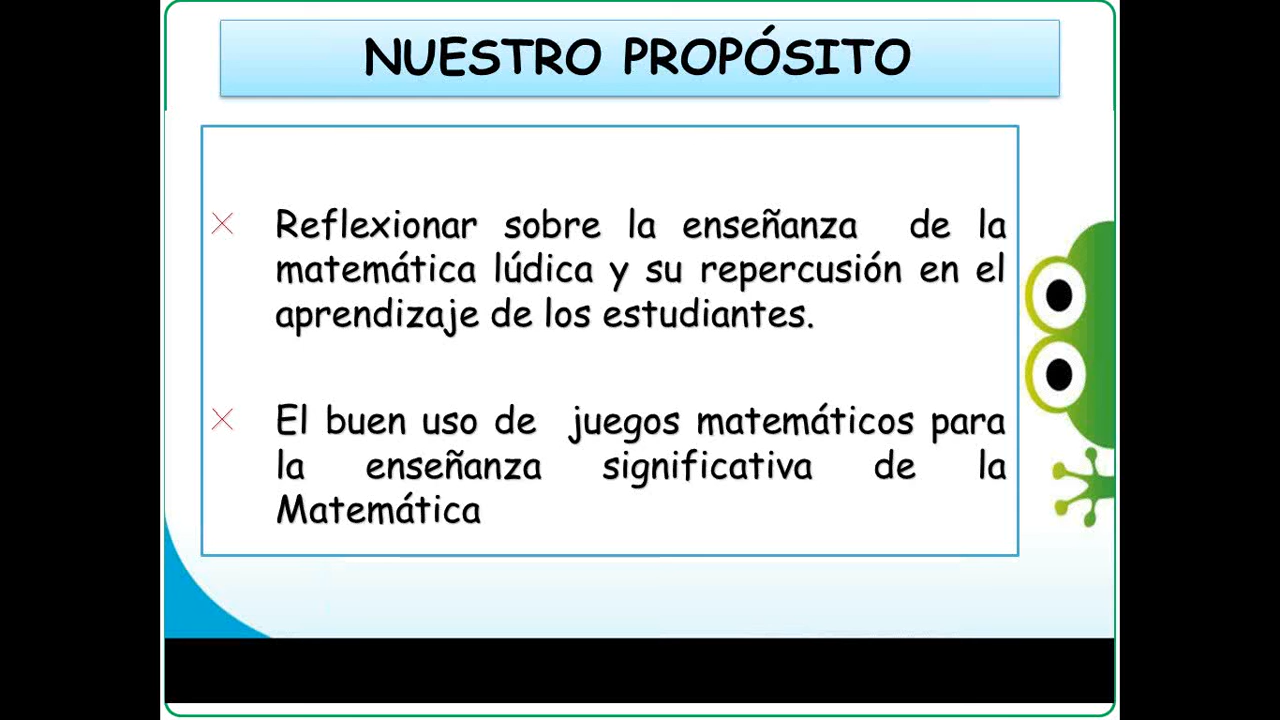 NUESTRO PROPÓSITO
Reflexionar sobre la enseñanza de la
matemática lúdica y su repercusión en el
aprendizaje de los estudiantes.
El buen uso de juegos matemáticos para
la enseñanza significativa de la
Matemática